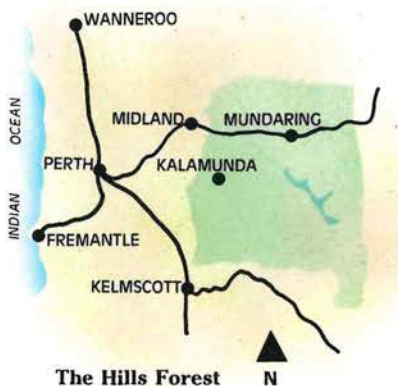 WANNEROO
INDIAN OCEAN
MIDLAND
MUNDARING
PERTH
KALAMUNDA
FREMANTLE
KELMSCOTT
The Hills Forest
N